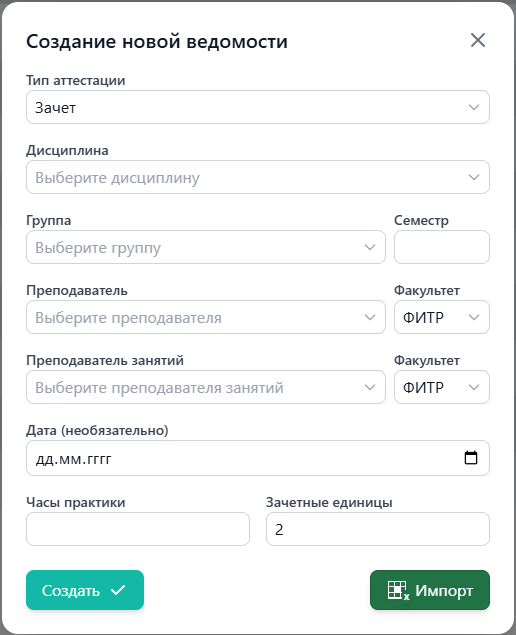 Создание новой ведомости
Тип аттестации
Зачет
Дисциплина
Выберите дисциплину
Группа Семестр
Выберите группу
Преподаватель Факультет
Выберите преподавателя ФИТР
Преподаватель занятий Факультет
Выберите преподавателя занятий ФИТР
Дата (необязательно)
дд.мм.гггг
Часы практики Зачетные единицы
2
Создать Импорт